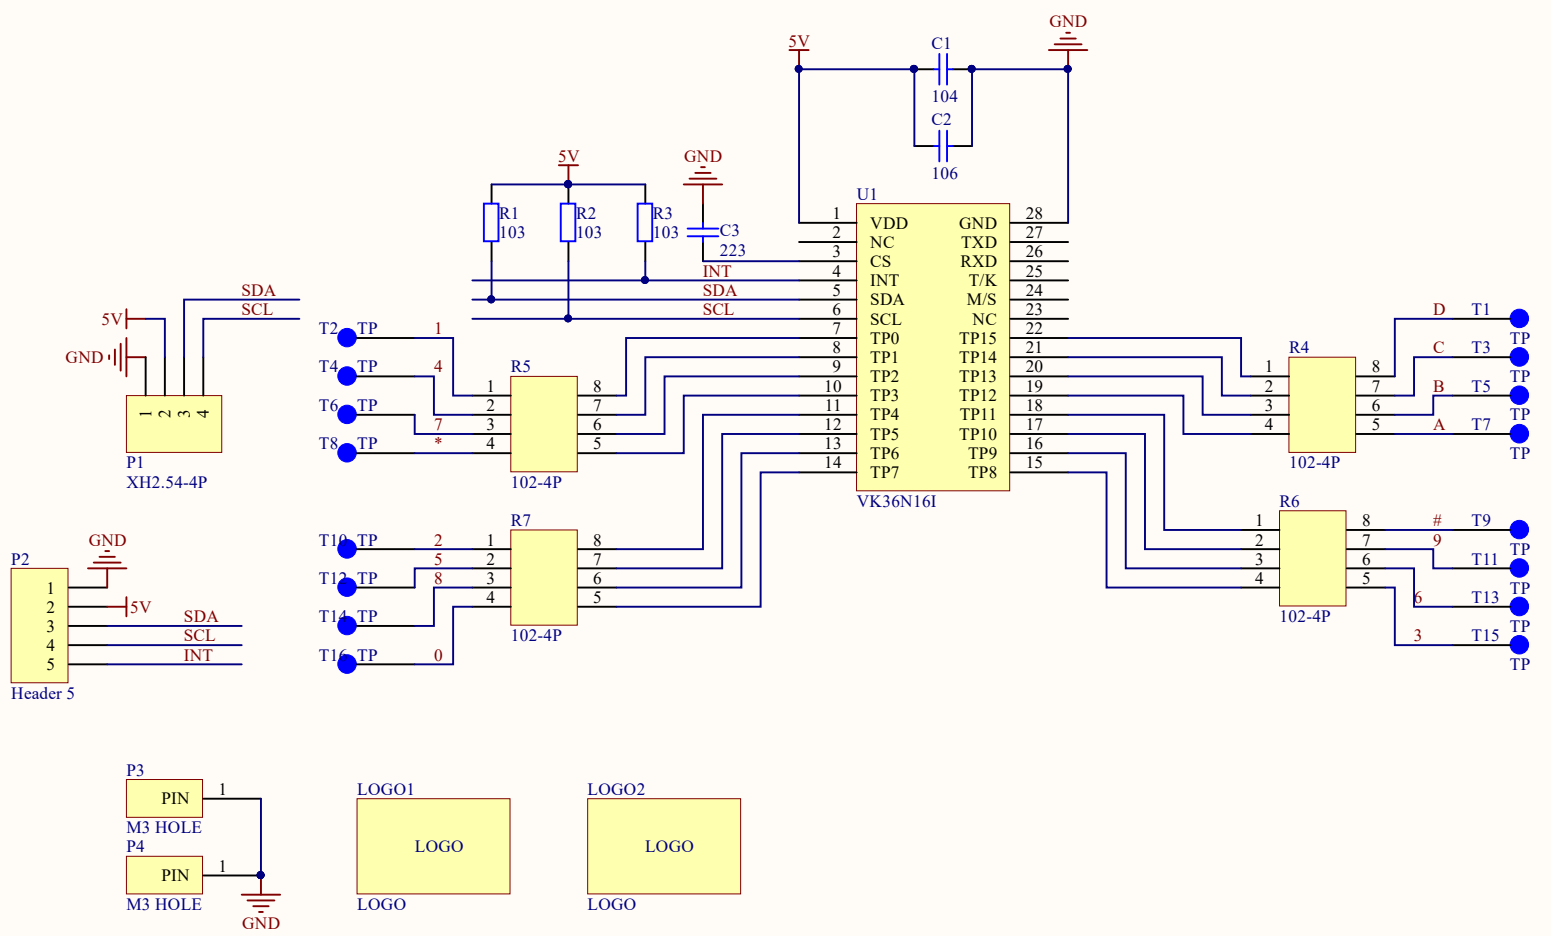 GND
5V
C1
104
C2
106
5V
GND
U1
R1
103
R2
103
R3
103
C3
223
INT
SDA
SCL
1 VDD GND 28
2 NC TXD 27
3 CS RXD 26
4 INT T/K 25
5 SDA M/S 24
6 SCL NC 23
7 TP0 TP15 22
8 TP1 TP14 21
9 TP2 TP13 20
10 TP3 TP12 19
11 TP4 TP11 18
12 TP5 TP10 17
13 TP6 TP9 16
14 TP7 TP8 15
VK36N16I
SDA
SCL
5V
GND
1 2 3 4
P1
XH2.54-4P
T2 TP 1
T4 TP 4
T6 TP 7
T8 TP *
R5
1 8
2 7
3 6
4 5
102-4P
R4
1 8
2 7
3 6
4 5
102-4P
D T1
TP
C T3
TP
B T5
TP
A T7
TP
T10 TP 2
T12 TP 5
T14 TP 8
T16 TP 0
R7
1 8
2 7
3 6
4 5
102-4P
R6
1 8
2 7
3 6
4 5
102-4P
# T9
TP
9 T11
TP
6 T13
TP
3 T15
TP
P2
GND
1
2 5V
3 SDA
4 SCL
5 INT
Header 5
P3
PIN 1
M3 HOLE
P4
PIN 1
M3 HOLE
GND
LOGO1
LOGO
LOGO
LOGO2
LOGO
LOGO